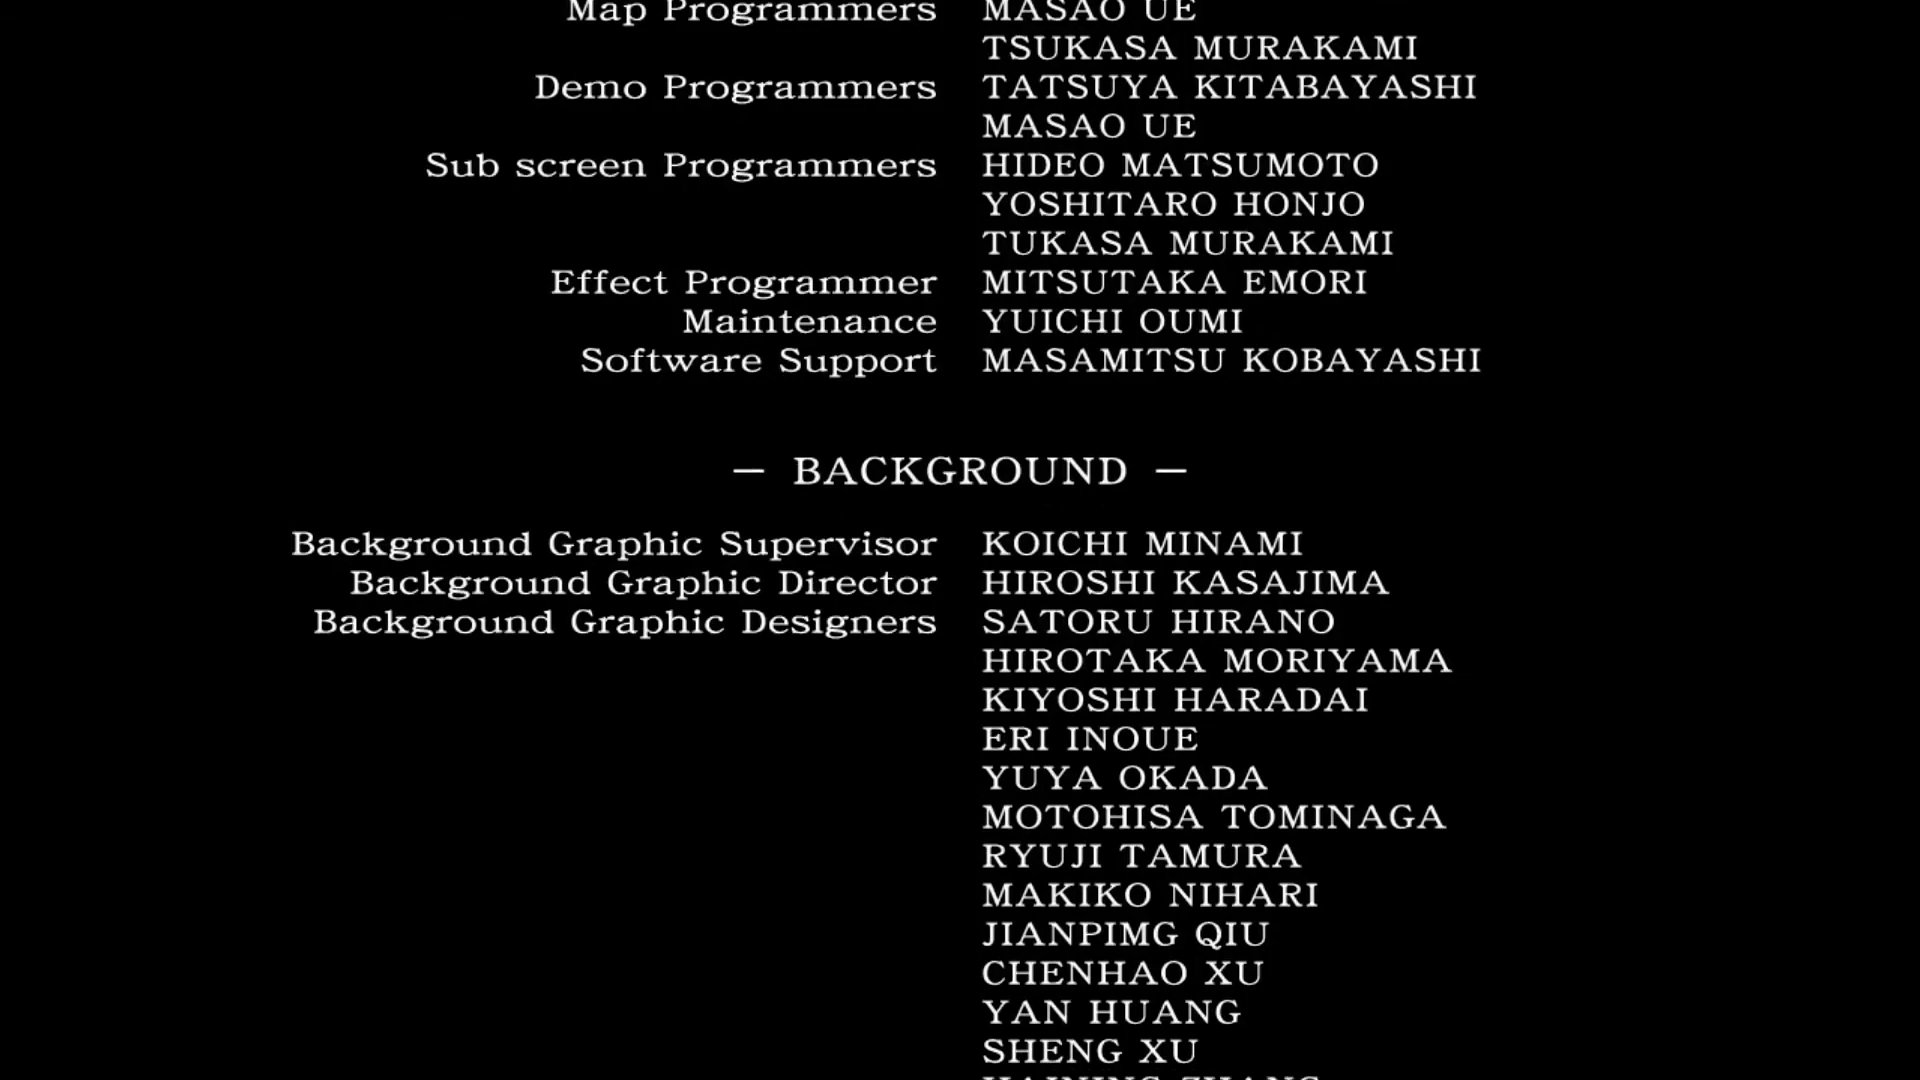 Map Programmers MASAO UE
TSUKASA MURAKAMI
Demo Programmers TATSUYA KITABAYASHI
MASAO UE
Sub screen Programmers HIDEO MATSUMOTO
YOSHITARO HONJO
TUKASA MURAKAMI
Effect Programmer MITSUTAKA EMORI
Maintenance YUICHI OUMI
Software Support MASAMITSU KOBAYASHI
— BACKGROUND —
Background Graphic Supervisor KOICHI MINAMI
Background Graphic Director HIROSHI KASAJIMA
Background Graphic Designers SATORU HIRANO
HIROTAKA MORIYAMA
KIYOSHI HARADAI
ERI INOUE
YUYA OKADA
MOTOHISA TOMINAGA
RYUJI TAMURA
MAKIKO NIHARI
JIANPIMG QIU
CHENHAO XU
YAN HUANG
SHENG XU